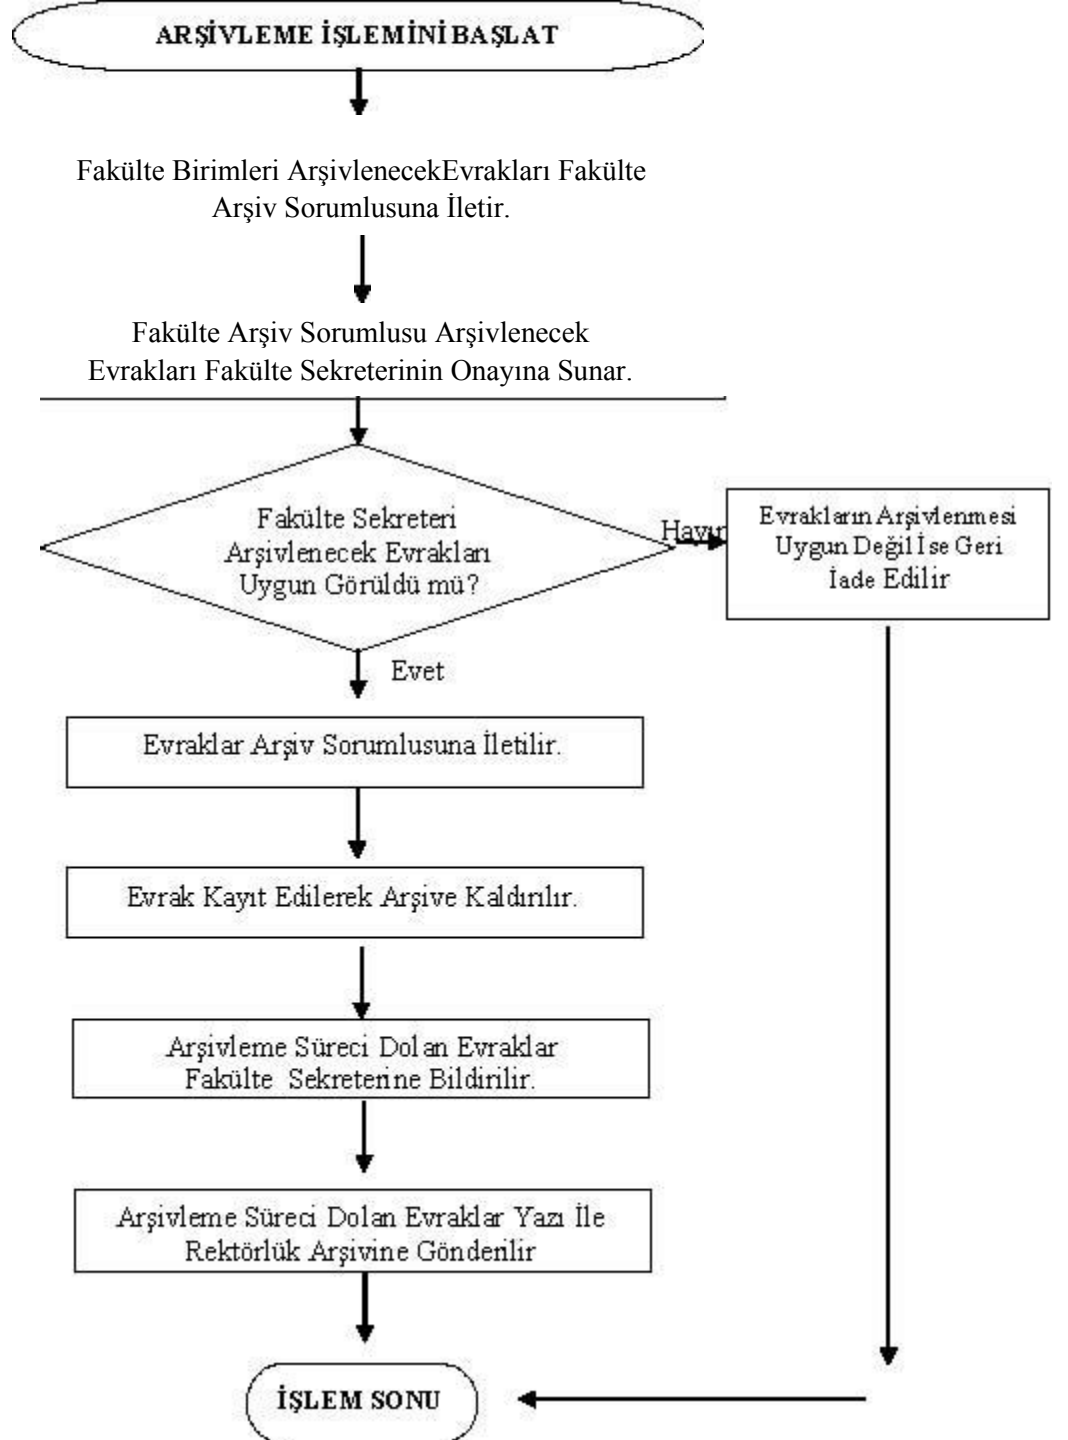 ARŞİVLEME İŞLEMİNİ BAŞLAT
Fakülte Birimleri ArşivlenecekEvrakları Fakülte
Arşiv Sorumlusuna İletir.
Fakülte Arşiv Sorumlusu Arşivlenecek
Evrakları Fakülte Sekreterinin Onayına Sunar.
Fakülte Sekreteri
Arşivlenecek Evrakları
Uygun Görüldü mü?
Hayır
Evrakların Arşivlenmesi
Uygun Değil İse Geri
İade Edilir
Evet
Evraklar Arşiv Sorumlusuna İletilir.
Evrak Kayıt Edilerek Arşive Kaldırılır.
Arşivleme Süreci Dolan Evraklar
Fakülte Sekreterine Bildirilir.
Arşivleme Süreci Dolan Evraklar Yazı İle
Rektörlük Arşivine Gönderilir
İŞLEM SONU